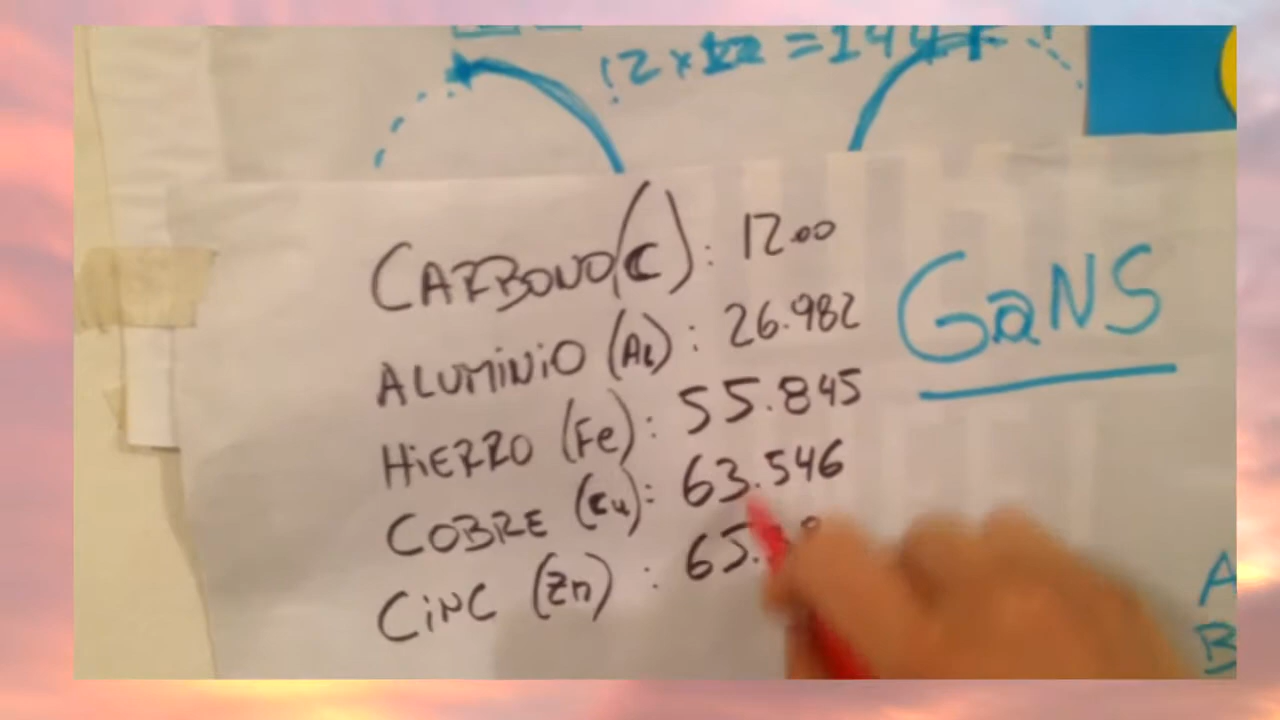 12 x 12 = 144
CARBONO (C): 12.00
GaNS
ALUMINIO (AL): 26.982
HIERRO (Fe): 55.845
COBRE (Cu): 63.546
CINC (Zn): 65.
A
B